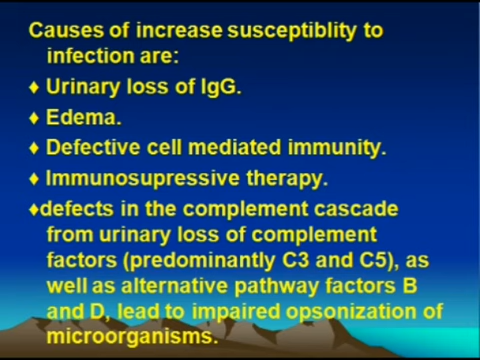 Causes of increase susceptiblity to
infection are:
♦ Urinary loss of IgG.
♦ Edema.
♦ Defective cell mediated immunity.
♦ Immunosupressive therapy.
♦defects in the complement cascade
from urinary loss of complement
factors (predominantly C3 and C5), as
well as alternative pathway factors B
and D, lead to impaired opsonization of
microorganisms.